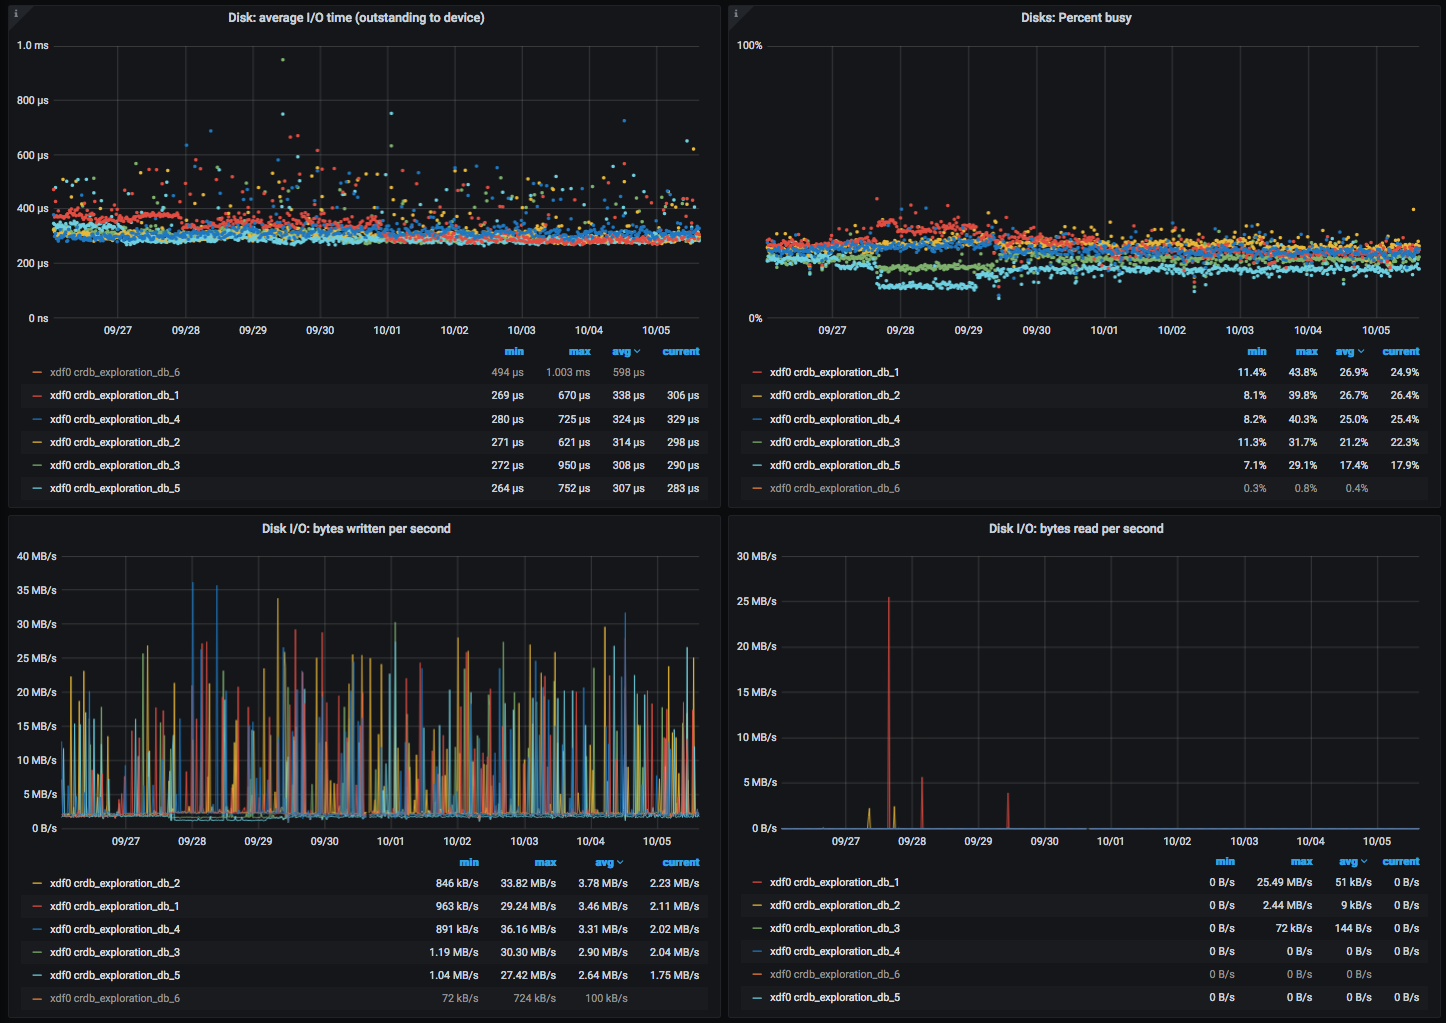 Disk: average I/O time (outstanding to device)
1.0 ms
800 µs
600 µs
400 µs
200 µs
0 ns
09/27 09/28 09/29 09/30 10/01 10/02 10/03 10/04 10/05
min max avg current
xdf0 crdb_exploration_db_6 494 µs 1.003 ms 598 µs
xdf0 crdb_exploration_db_1 269 µs 670 µs 338 µs 306 µs
xdf0 crdb_exploration_db_4 280 µs 725 µs 324 µs 329 µs
xdf0 crdb_exploration_db_2 271 µs 621 µs 314 µs 298 µs
xdf0 crdb_exploration_db_3 272 µs 950 µs 308 µs 290 µs
xdf0 crdb_exploration_db_5 264 µs 752 µs 307 µs 283 µs
Disks: Percent busy
100%
0%
09/27 09/28 09/29 09/30 10/01 10/02 10/03 10/04 10/05
min max avg current
xdf0 crdb_exploration_db_1 11.4% 43.8% 26.9% 24.9%
xdf0 crdb_exploration_db_2 8.1% 39.8% 26.7% 26.4%
xdf0 crdb_exploration_db_4 8.2% 40.3% 25.0% 25.4%
xdf0 crdb_exploration_db_3 11.3% 31.7% 21.2% 22.3%
xdf0 crdb_exploration_db_5 7.1% 29.1% 17.4% 17.9%
xdf0 crdb_exploration_db_6 0.3% 0.8% 0.4%
Disk I/O: bytes written per second
40 MB/s
35 MB/s
30 MB/s
25 MB/s
20 MB/s
15 MB/s
10 MB/s
5 MB/s
0 B/s
09/27 09/28 09/29 09/30 10/01 10/02 10/03 10/04 10/05
min max avg current
xdf0 crdb_exploration_db_2 846 kB/s 33.82 MB/s 3.78 MB/s 2.23 MB/s
xdf0 crdb_exploration_db_1 963 kB/s 29.24 MB/s 3.46 MB/s 2.11 MB/s
xdf0 crdb_exploration_db_4 891 kB/s 36.16 MB/s 3.31 MB/s 2.02 MB/s
xdf0 crdb_exploration_db_3 1.19 MB/s 30.30 MB/s 2.90 MB/s 2.04 MB/s
xdf0 crdb_exploration_db_5 1.04 MB/s 27.42 MB/s 2.64 MB/s 1.75 MB/s
xdf0 crdb_exploration_db_6 72 kB/s 724 kB/s 100 kB/s
Disk I/O: bytes read per second
30 MB/s
25 MB/s
20 MB/s
15 MB/s
10 MB/s
5 MB/s
0 B/s
09/27 09/28 09/29 09/30 10/01 10/02 10/03 10/04 10/05
min max avg current
xdf0 crdb_exploration_db_1 0 B/s 25.49 MB/s 51 kB/s 0 B/s
xdf0 crdb_exploration_db_2 0 B/s 2.44 MB/s 9 kB/s 0 B/s
xdf0 crdb_exploration_db_3 0 B/s 72 kB/s 144 B/s 0 B/s
xdf0 crdb_exploration_db_4 0 B/s 0 B/s 0 B/s 0 B/s
xdf0 crdb_exploration_db_6 0 B/s 0 B/s 0 B/s
xdf0 crdb_exploration_db_5 0 B/s 0 B/s 0 B/s 0 B/s